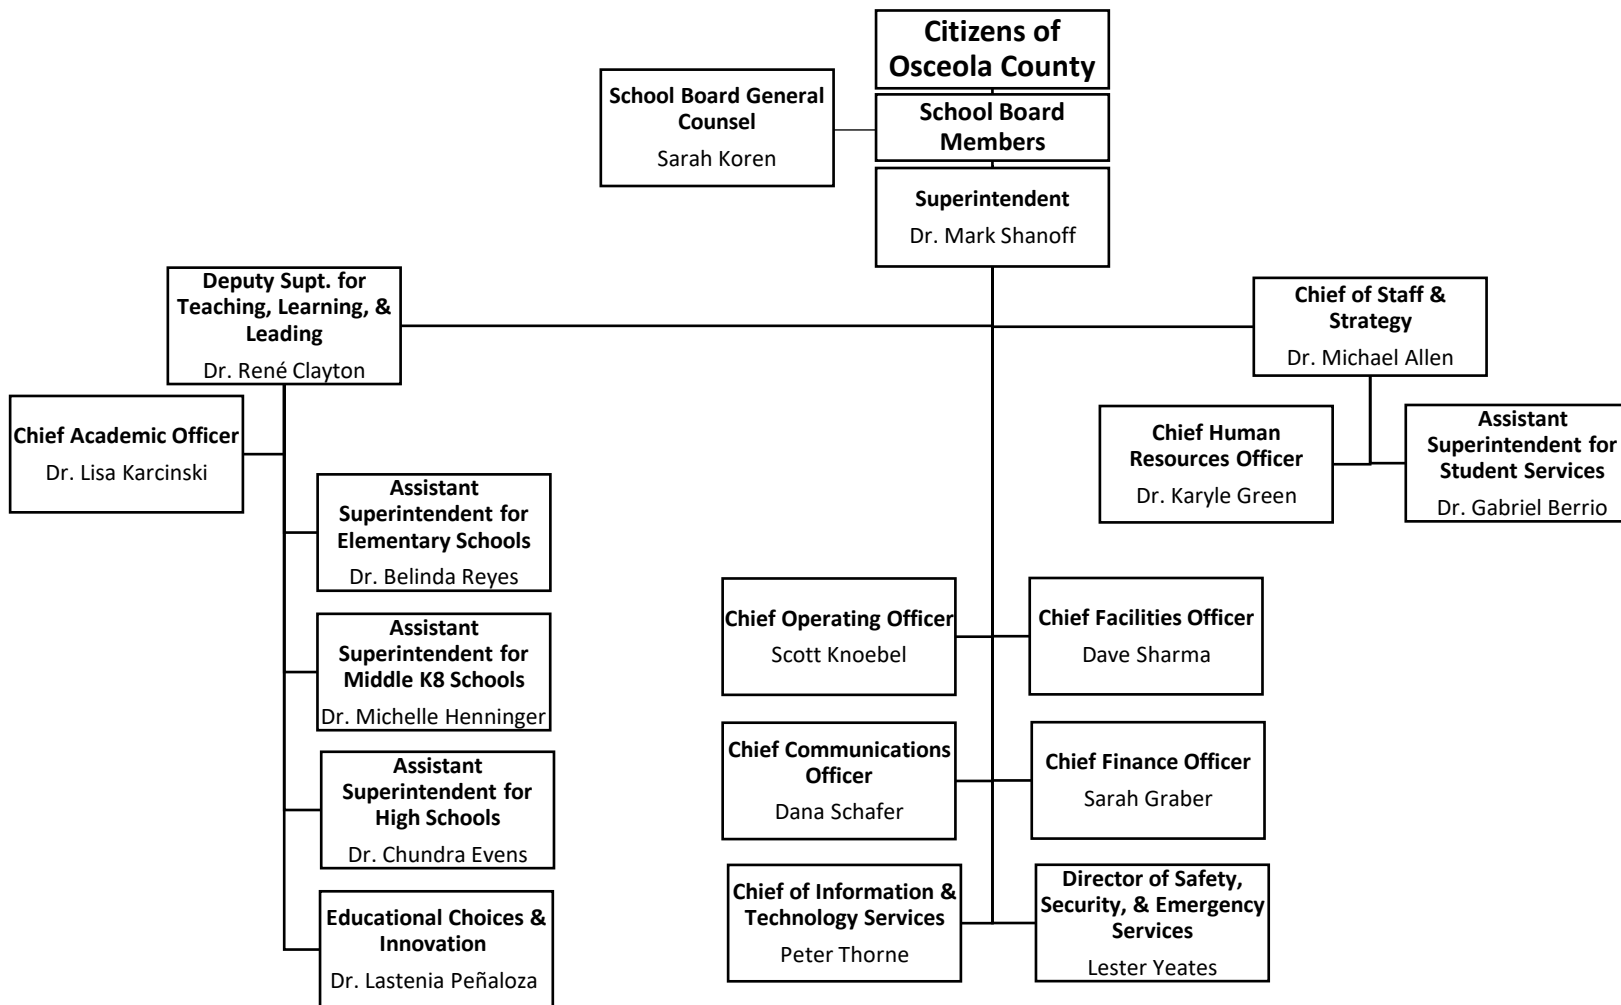 Citizens of
Osceola County
School Board General
Counsel
Sarah Koren
School Board
Members
Superintendent
Dr. Mark Shanoff
Deputy Supt. for
Teaching, Learning, &
Leading
Dr. René Clayton
Chief of Staff &
Strategy
Dr. Michael Allen
Chief Academic Officer
Dr. Lisa Karcinski
Chief Human
Resources Officer
Dr. Karyle Green
Assistant
Superintendent for
Student Services
Dr. Gabriel Berrio
Assistant
Superintendent for
Elementary Schools
Dr. Belinda Reyes
Assistant
Superintendent for
Middle K8 Schools
Dr. Michelle Henninger
Assistant
Superintendent for
High Schools
Dr. Chundra Evens
Educational Choices &
Innovation
Dr. Lastenia Peñaloza
Chief Operating Officer
Scott Knoebel
Chief Facilities Officer
Dave Sharma
Chief Communications
Officer
Dana Schafer
Chief Finance Officer
Sarah Graber
Chief of Information &
Technology Services
Peter Thorne
Director of Safety,
Security, & Emergency
Services
Lester Yeates